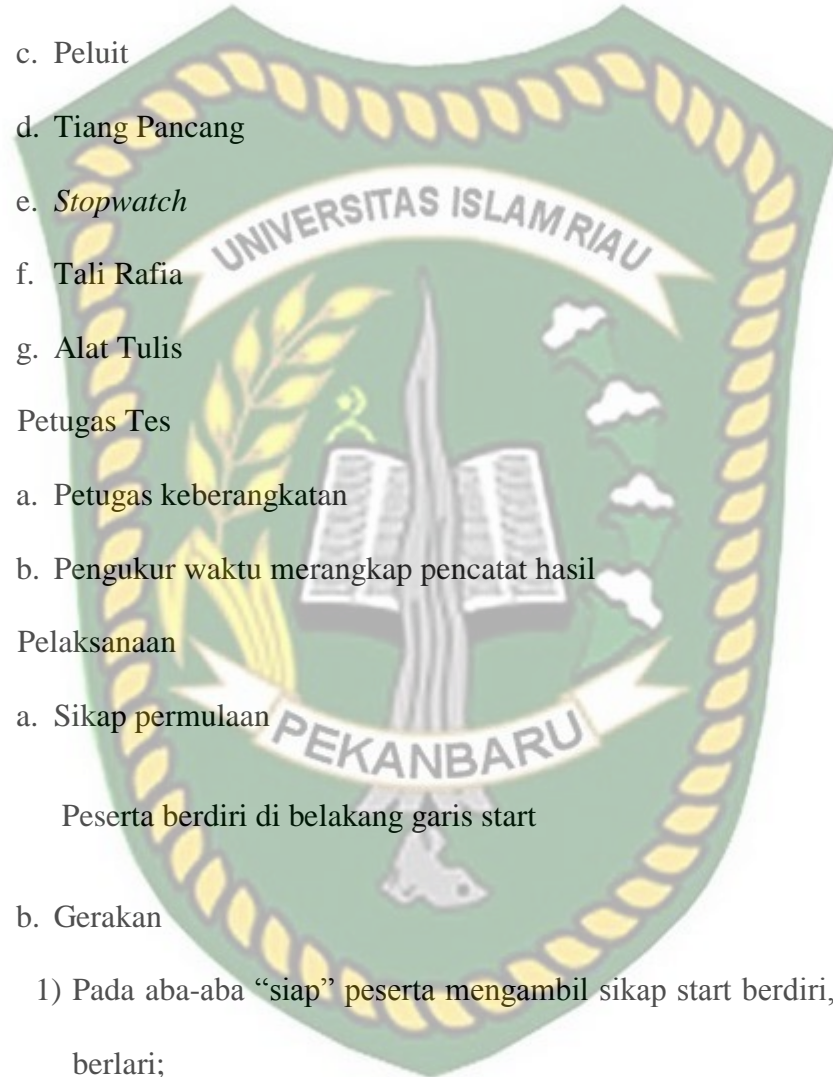 c. Peluit
d. Tiang Pancang
e. Stopwatch
UNIVERSITAS ISLAM RIAU
f. Tali Rafia
g. Alat Tulis
Petugas Tes
a. Petugas keberangkatan
b. Pengukur waktu merangkap pencatat hasil
Pelaksanaan
a. Sikap permulaan
PEKANBARU
Peserta berdiri di belakang garis start
b. Gerakan
1) Pada aba-aba “siap” peserta mengambil sikap start berdiri,
berlari;